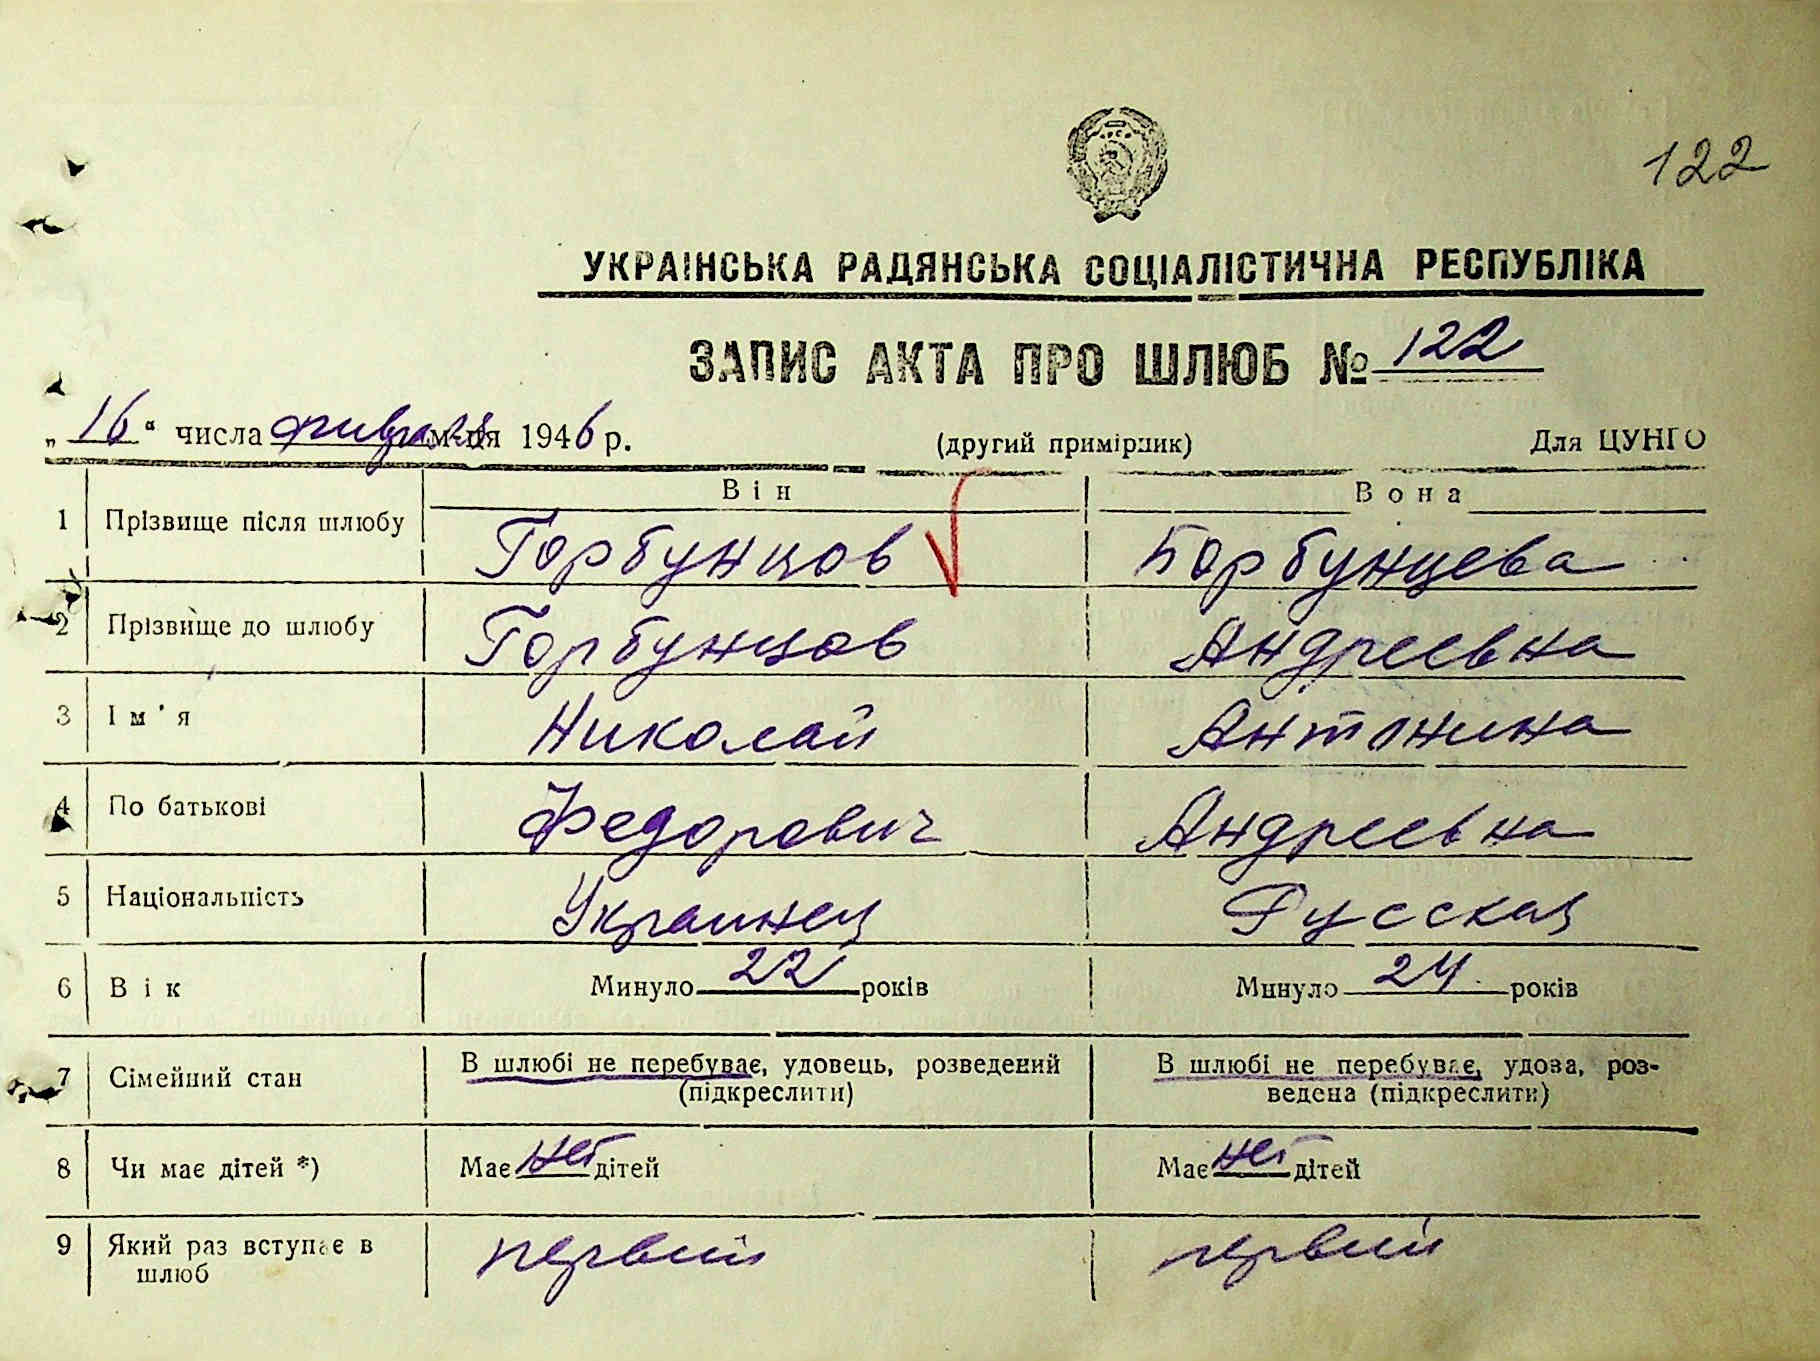 122
УКРАЇНСЬКА РАДЯНСЬКА СОЦІАЛІСТИЧНА РЕСПУБЛІКА
ЗАПИС АКТА ПРО ШЛЮБ № 122
„16“ числа февраля м-ця 1946 р. (другий примірник) Для ЦУНГО
Він Вона
1 Прізвище після шлюбу Горбунцов Борбунцева
2 Прізвище до шлюбу Горбунцов Андреевна
3 Ім'я Николай Антонина
4 По батькові Федорович Андреевна
5 Національність Украинец Русская
6 Вік Минуло 22 років Минуло 24 років
7 Сімейний стан В шлюбі не перебуває, удовець, розведений В шлюбі не перебуває, удова, роз-
(підкреслити) ведена (підкреслити)
8 Чи має дітей *) Має нет дітей Має нет дітей
9 Який раз вступає в первый первый
шлюб